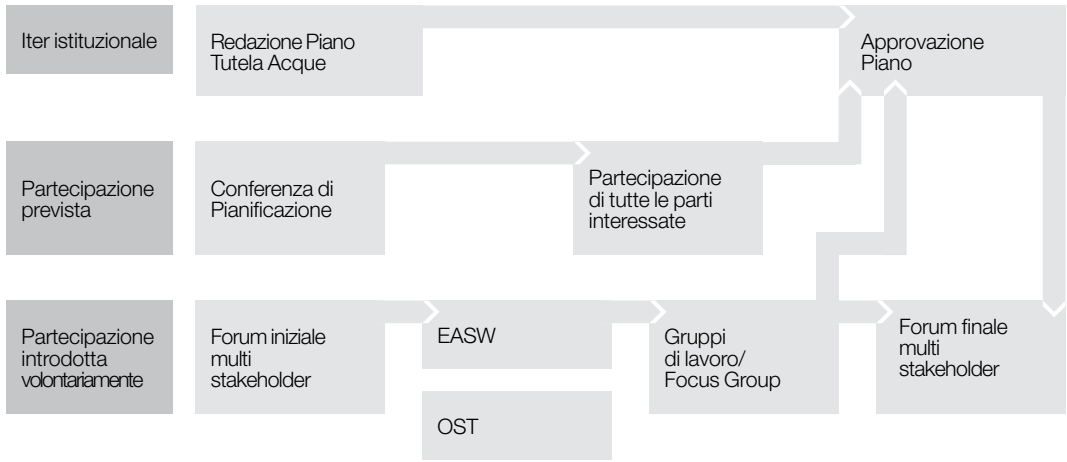 Iter istituzionale
Redazione Piano
Tutela Acque
Approvazione
Piano
Partecipazione
prevista
Conferenza di
Pianificazione
Partecipazione
di tutte le parti
interessate
Partecipazione
introdotta
volontariamente
Forum iniziale
multi
stakeholder
EASW
OST
Gruppi
di lavoro/
Focus Group
Forum finale
multi
stakeholder